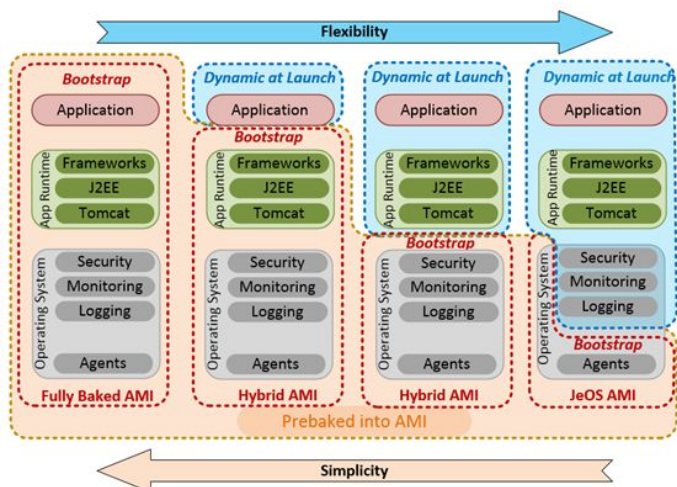 Flexibility
Bootstrap
Application
App Runtime
Frameworks
J2EE
Tomcat
Operating System
Security
Monitoring
Logging
Agents
Fully Baked AMI
Dynamic at Launch
Application
Bootstrap
App Runtime
Frameworks
J2EE
Tomcat
Operating System
Security
Monitoring
Logging
Agents
Hybrid AMI
Dynamic at Launch
Application
App Runtime
Frameworks
J2EE
Tomcat
Bootstrap
Operating System
Security
Monitoring
Logging
Agents
Hybrid AMI
Dynamic at Launch
Application
App Runtime
Frameworks
J2EE
Tomcat
Operating System
Security
Monitoring
Logging
Bootstrap
Agents
JeOS AMI
Prebaked into AMI
Simplicity